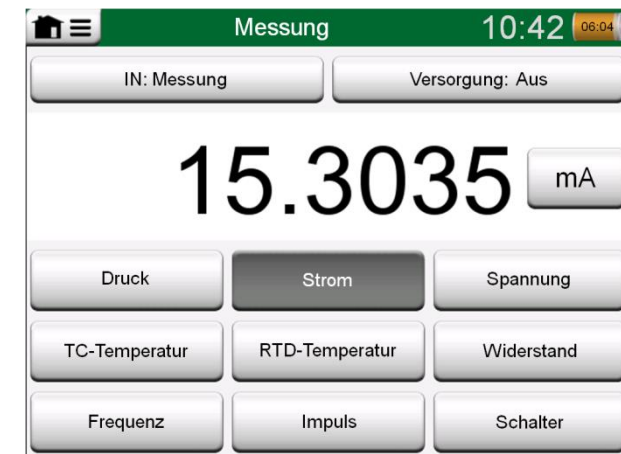 Messung 10:42 06:04
IN: Messung Versorgung: Aus
15.3035 mA
Druck Strom Spannung
TC-Temperatur RTD-Temperatur Widerstand
Frequenz Impuls Schalter